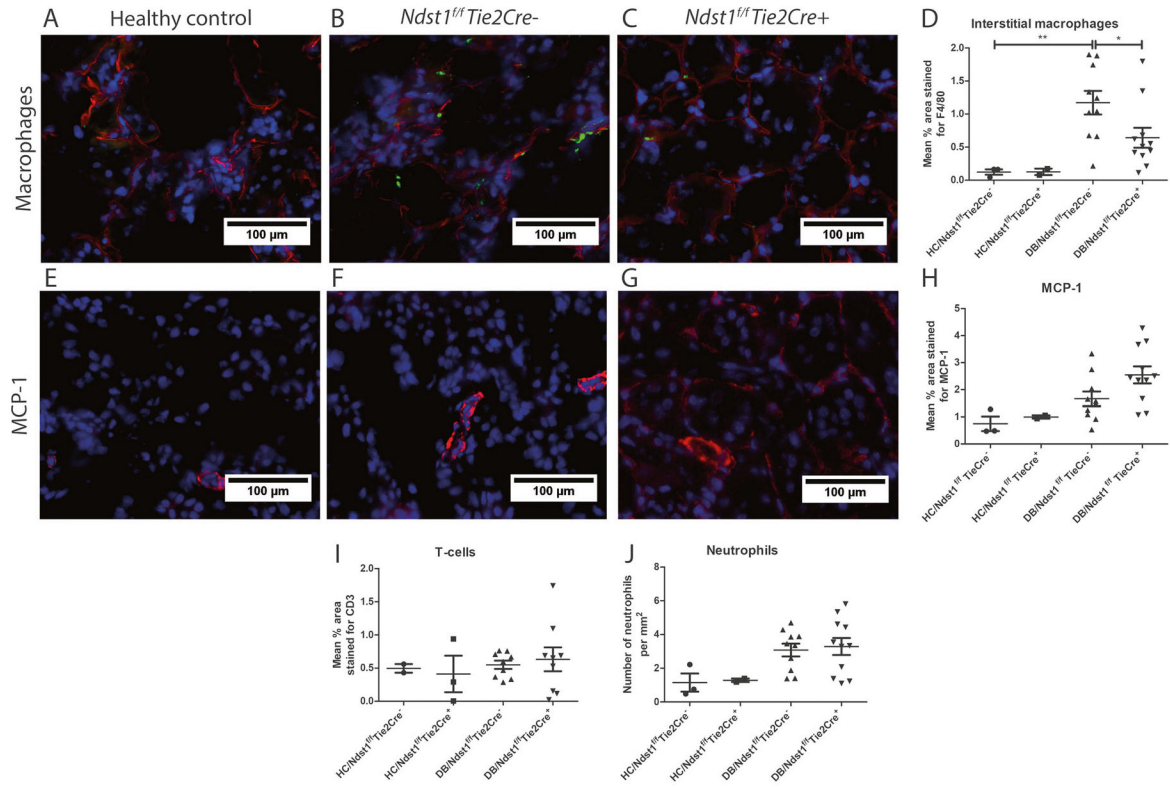 A Healthy control
B Ndst1f/f Tie2Cre-
C Ndst1f/f Tie2Cre+
Macrophages
100 µm
100 µm
100 µm
D
Interstitial macrophages
** *
Mean % area stained
for F4/80
2.0
1.5
1.0
0.5
0.0
HC/Ndst1f/fTie2Cre-
HC/Ndst1f/fTie2Cre+
DB/Ndst1f/fTie2Cre-
DB/Ndst1f/fTie2Cre+
E
F
G
MCP-1
100 µm
100 µm
100 µm
H
MCP-1
Mean % area stained
for MCP-1
5
4
3
2
1
0
HC/Ndst1f/f TieCre-
HC/Ndst1f/f TieCre+
DB/Ndst1f/f Tie2Cre-
DB/Ndst1f/f Tie2Cre+
I
T-cells
Mean % area
stained for CD3
2.0
1.5
1.0
0.5
0.0
HC/Ndst1f/fTie2Cre-
HC/Ndst1f/fTie2Cre+
DB/Ndst1f/fTie2Cre-
DB/Ndst1f/fTie2Cre+
J
Neutrophils
Number of neutrophils
per mm2
8
6
4
2
0
HC/Ndst1f/fTie2Cre-
HC/Ndst1f/fTie2Cre+
DB/Ndst1f/fTie2Cre-
DB/Ndst1f/fTie2Cre+